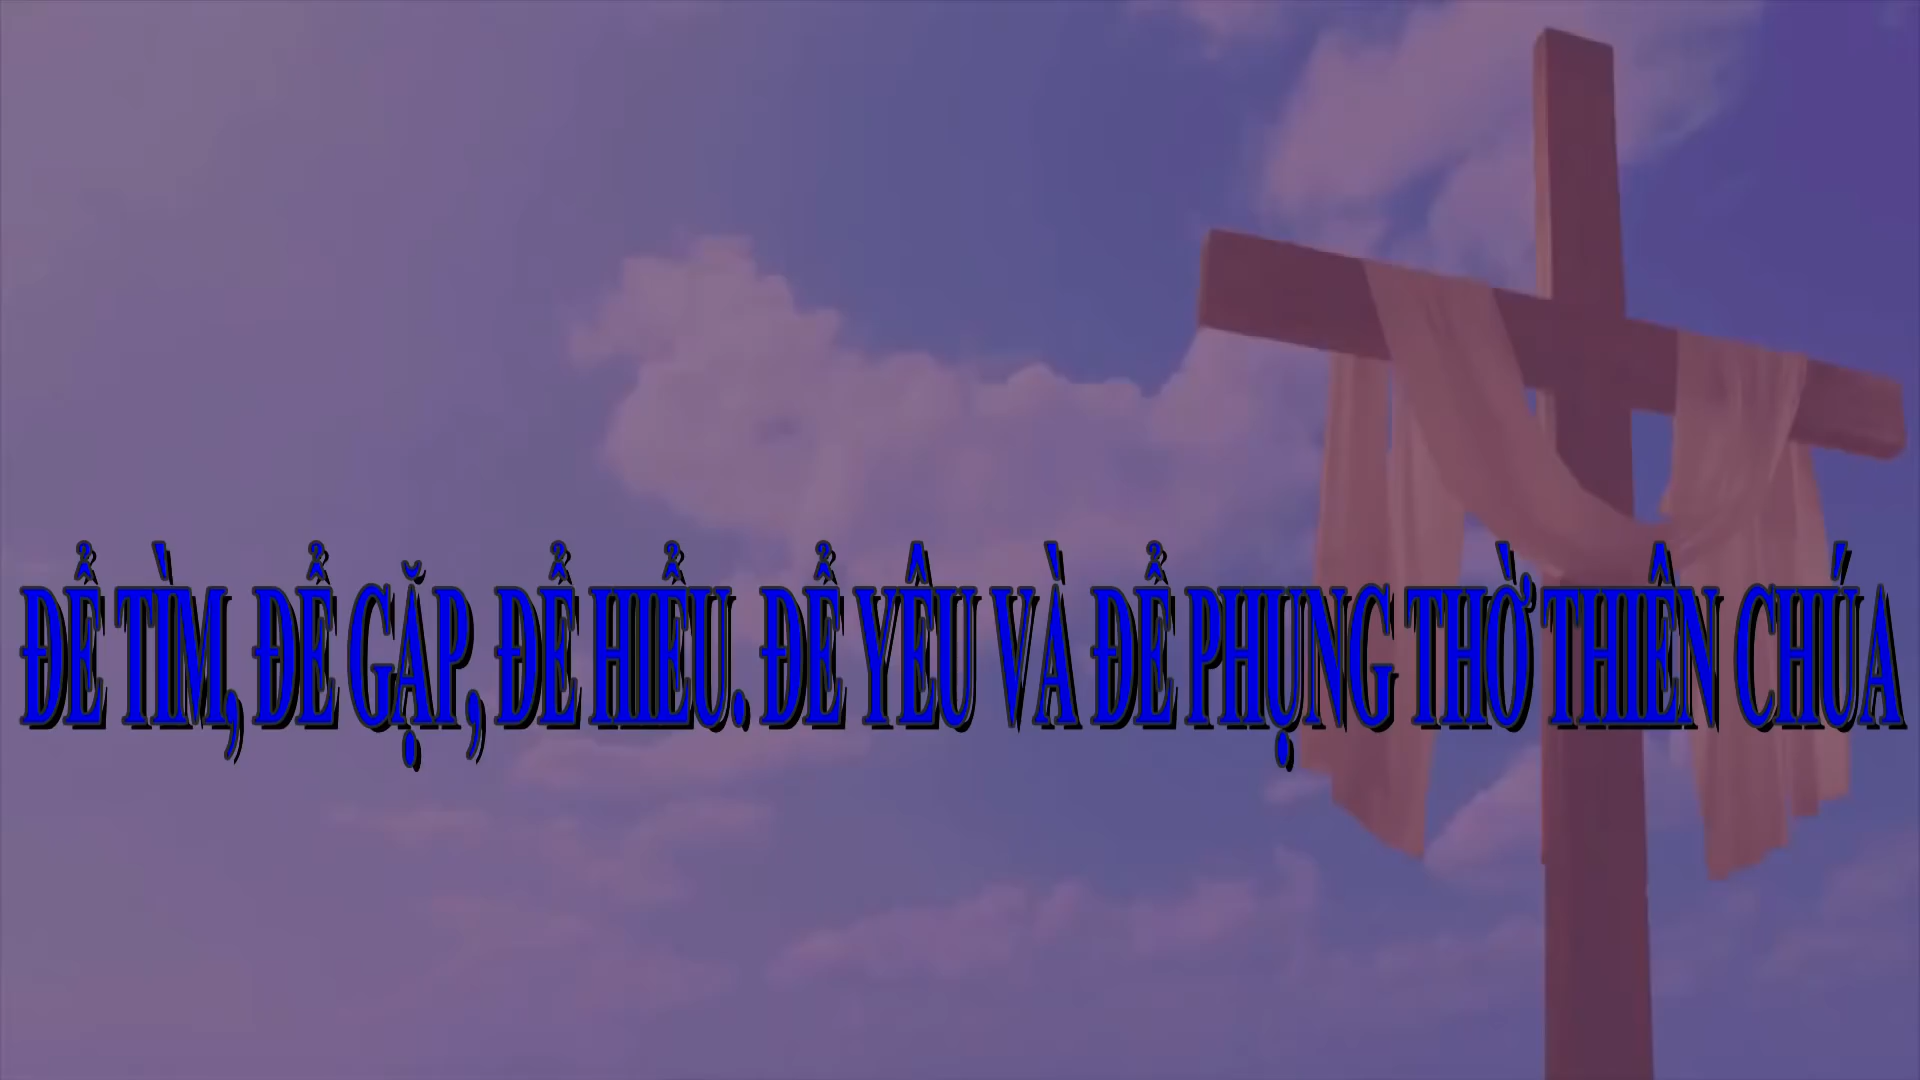 ĐỂ TÌM, ĐỂ GẶP, ĐỂ HIỂU. ĐỂ YÊU VÀ ĐỂ PHỤNG THỜ THIÊN CHÚA